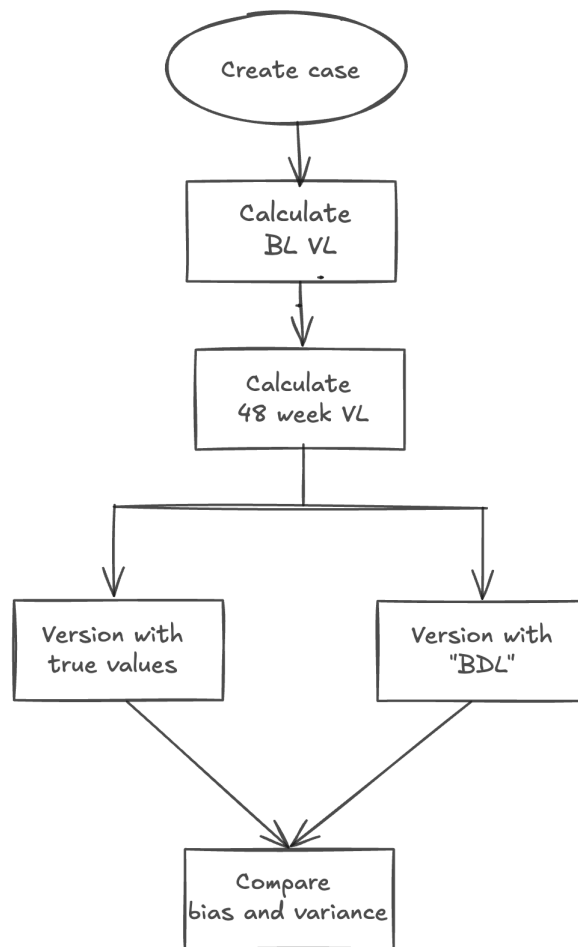 Create case
Calculate
BL VL
Calculate
48 week VL
Version with
true values
Version with
"BDL"
Compare
bias and variance